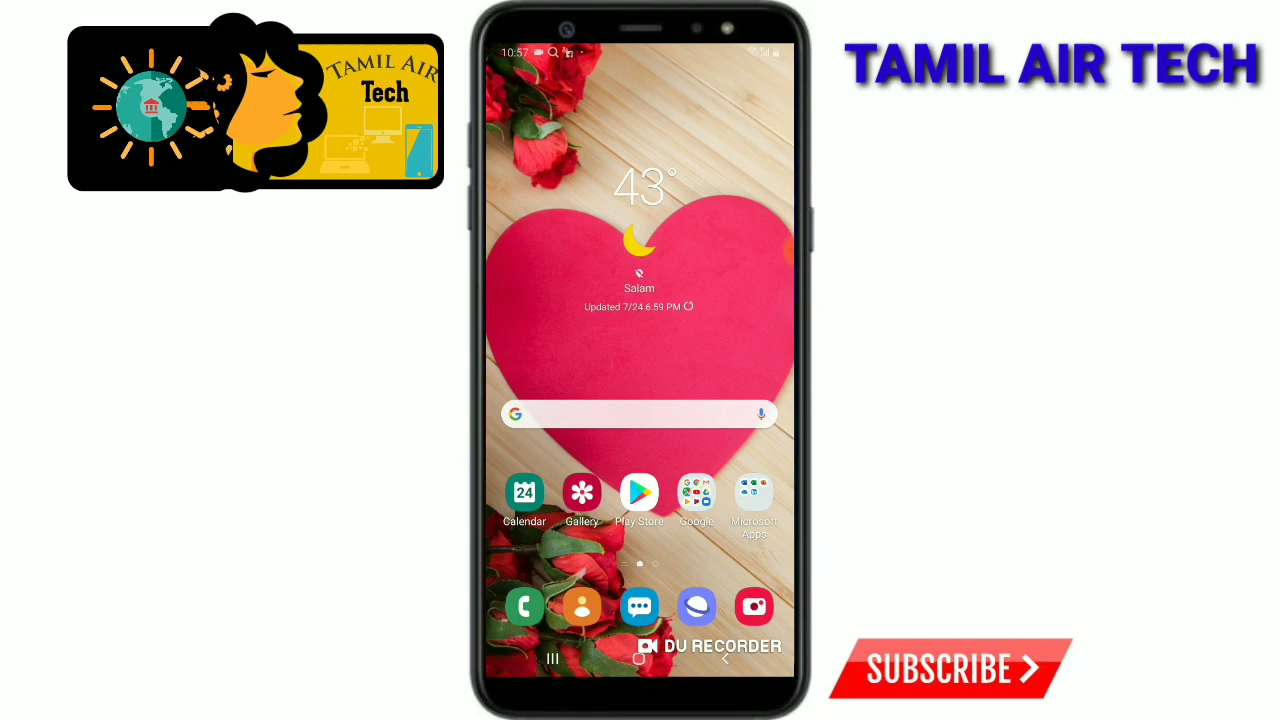 TAMIL AIR
Tech
TAMIL AIR TECH
10:57
43°
Salam
Updated 7/24 6:59 PM
G
24
Calendar
Gallery
Play Store
Google
Microsoft
Apps
DU RECORDER
SUBSCRIBE